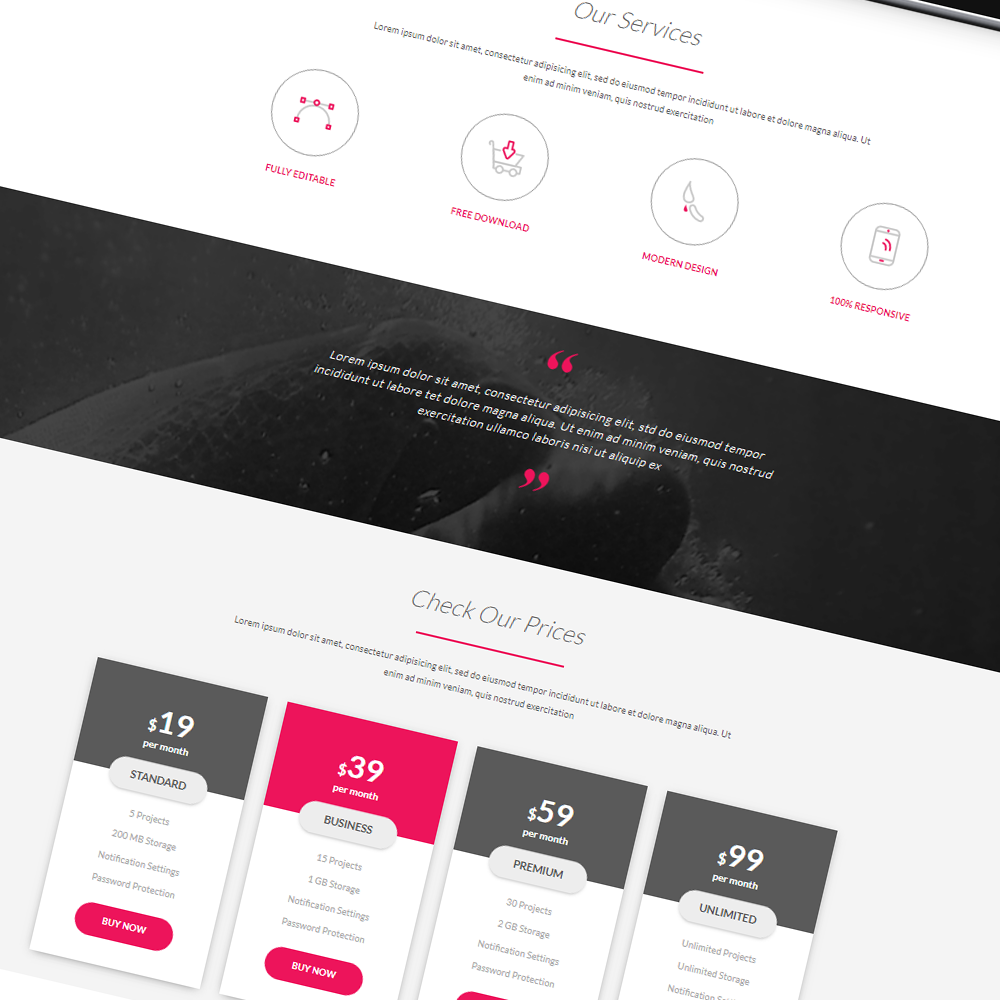 Our Services
Lorem ipsum dolor sit amet, consectetur adipisicing elit, sed do eiusmod tempor incididunt ut labore et dolore magna aliqua. Ut
enim ad minim veniam, quis nostrud exercitation
FULLY EDITABLE
FREE DOWNLOAD
MODERN DESIGN
100% RESPONSIVE
“
Lorem ipsum dolor sit amet, consectetur adipisicing elit, std do eiusmod tempor
incididunt ut labore tet dolore magna aliqua. Ut enim ad minim veniam, quis nostrud
exercitation ullamco laboris nisi ut aliquip ex
”
Check Our Prices
Lorem ipsum dolor sit amet, consectetur adipisicing elit, sed do eiusmod tempor incididunt ut labore et dolore magna aliqua. Ut
enim ad minim veniam, quis nostrud exercitation
$19
per month
STANDARD
5 Projects
200 MB Storage
Notification Settings
Password Protection
BUY NOW
$39
per month
BUSINESS
15 Projects
1 GB Storage
Notification Settings
Password Protection
BUY NOW
$59
per month
PREMIUM
30 Projects
2 GB Storage
Notification Settings
Password Protection
$99
per month
UNLIMITED
Unlimited Projects
Unlimited Storage
Notification